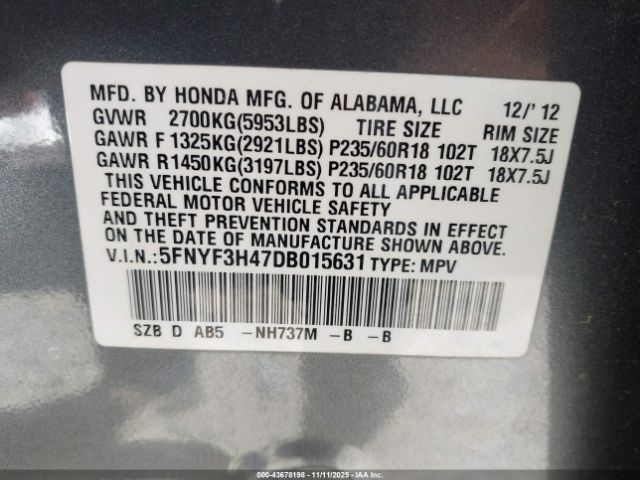 MFD. BY HONDA MFG. OF ALABAMA, LLC 12/'12
GVWR 2700KG(5953LBS) TIRE SIZE RIM SIZE
GAWR F 1325KG(2921LBS) P235/60R18 102T 18X7.5J
GAWR R1450KG(3197LBS) P235/60R18 102T 18X7.5J
THIS VEHICLE CONFORMS TO ALL APPLICABLE
FEDERAL MOTOR VEHICLE SAFETY
AND THEFT PREVENTION STANDARDS IN EFFECT
ON THE DATE OF MANUFACTURE SHOWN ABOVE.
V.I.N.:5FNYF3H47DB015631 TYPE: MPV
SZB D AB5 -NH737M -B -B
000-43678198 - 11/11/2025 - IAAI.COM